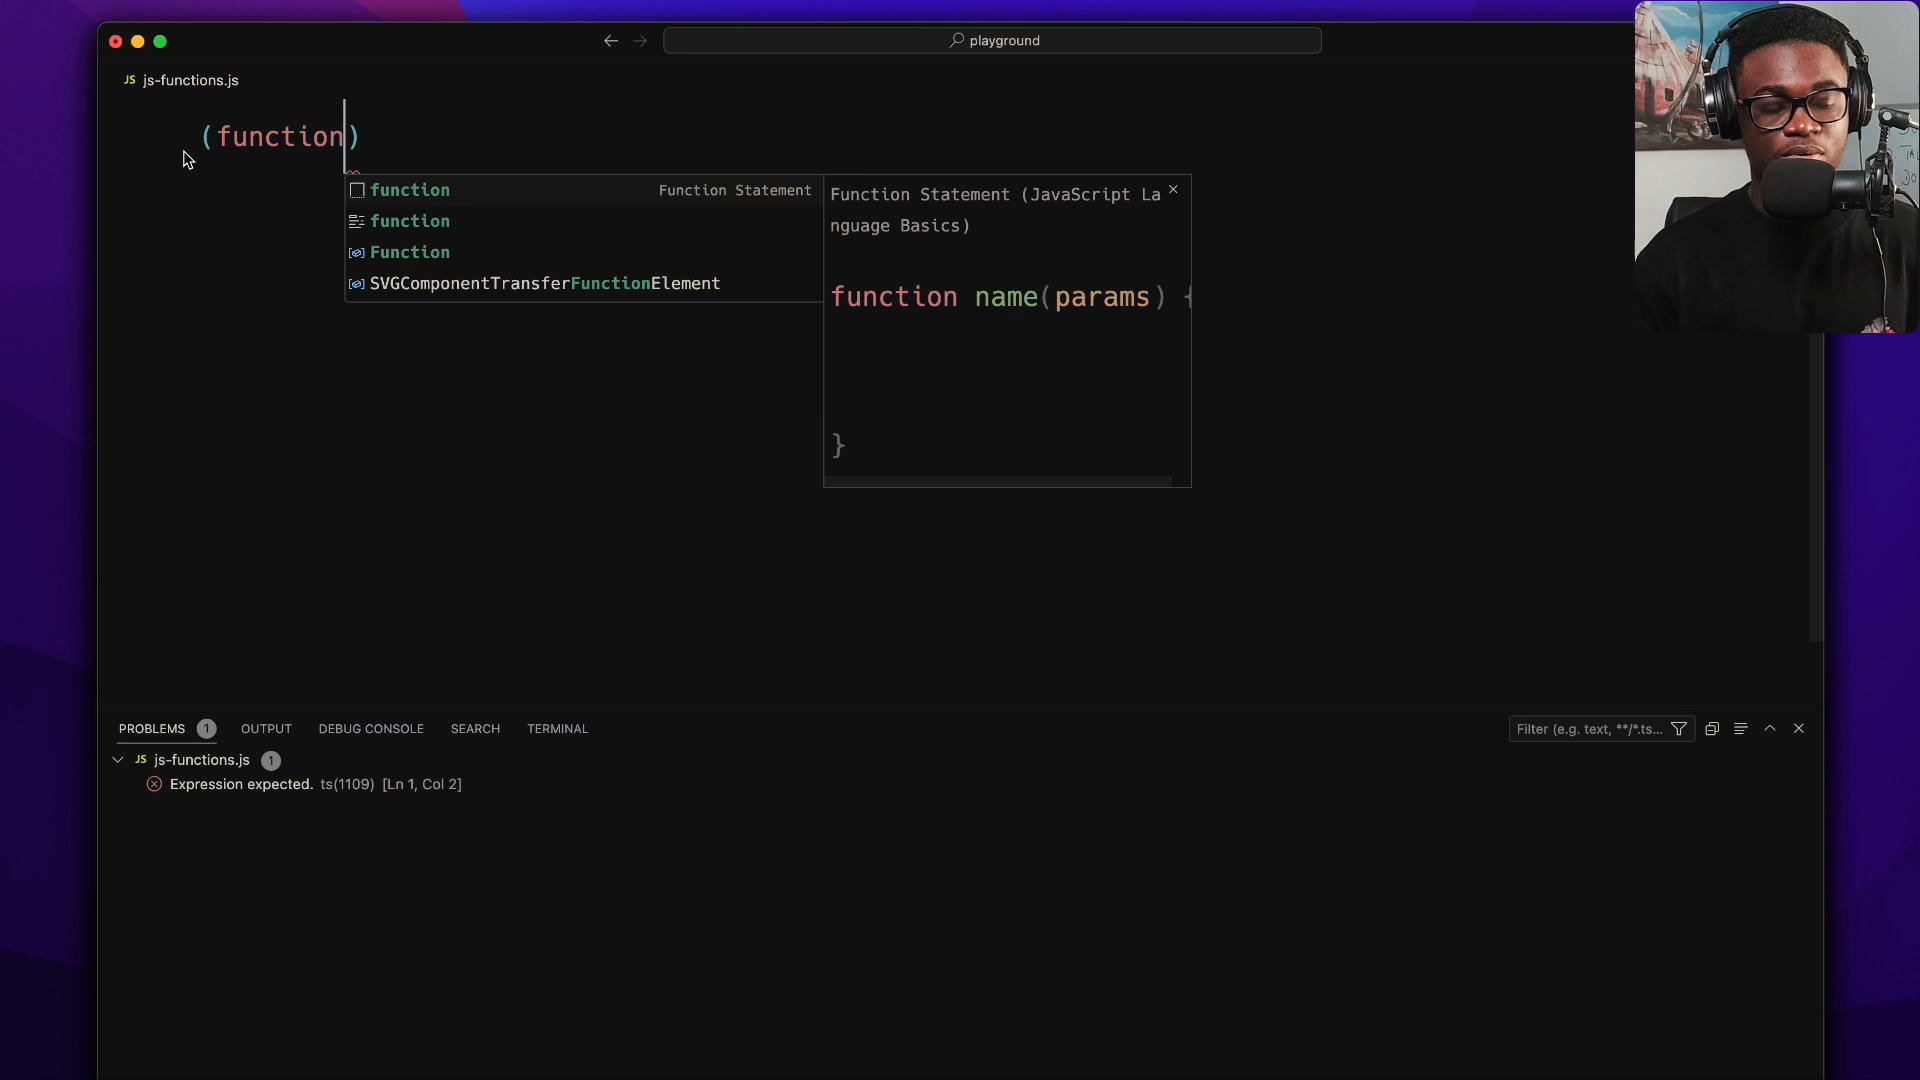 playground
JS js-functions.js
(function)
function Function Statement
function
Function
SVGComponentTransferFunctionElement
Function Statement (JavaScript La
nguage Basics)
function name(params) {
}
PROBLEMS 1 OUTPUT DEBUG CONSOLE SEARCH TERMINAL
Filter (e.g. text, **/*.ts...
JS js-functions.js 1
Expression expected. ts(1109) [Ln 1, Col 2]